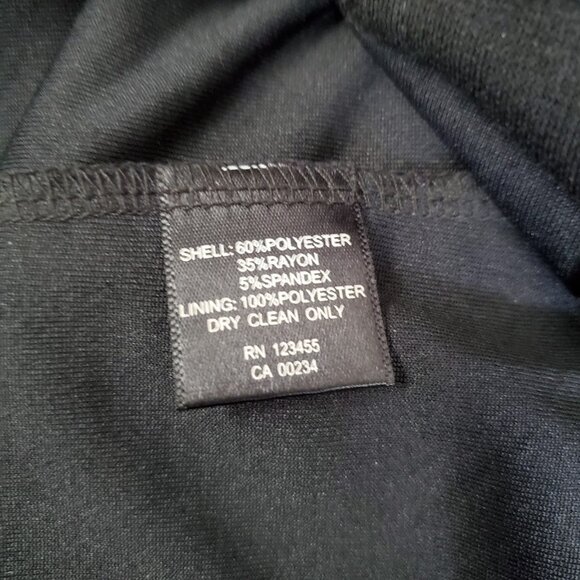 SHELL: 60%POLYESTER
35%RAYON
5%SPANDEX
LINING: 100%POLYESTER
DRY CLEAN ONLY
RN 123455
CA 00234